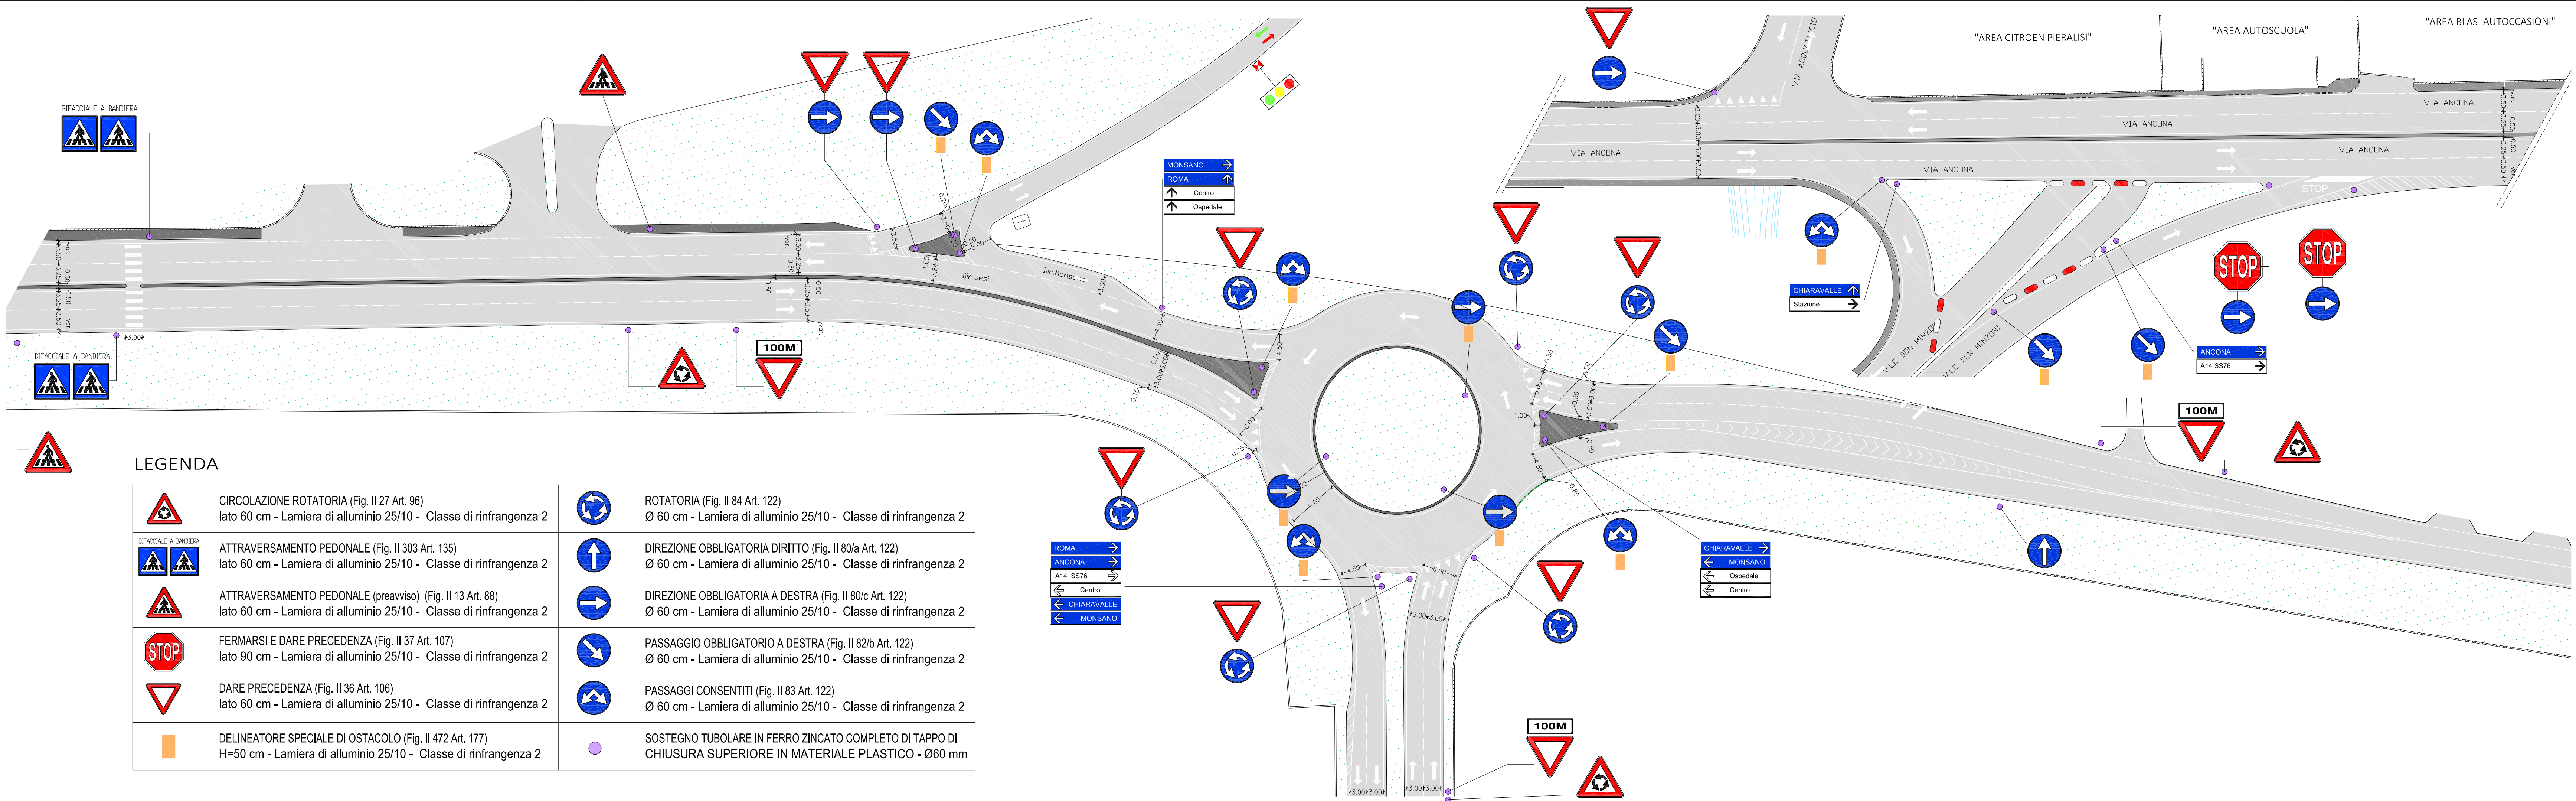 "AREA CITROEN PIERALISI"
"AREA AUTOSCUOLA"
"AREA BLASI AUTOCCASIONI"
VIA ANCONA
VIA ANCONA
VIA ANCONA
VIA ANCONA
VIA ANCONA
STOP
V.LE DON MINZONI
V.LE DON MINZONI
BIFACCIALE A BANDIERA
BIFACCIALE A BANDIERA
Dir.Jesi
MONSANO
ROMA
Centro
Ospedale
CHIARAVALLE
Stazione
STOP
STOP
ANCONA
A14 SS76
100M
100M
100M
ROMA
ANCONA
A14 SS76
Centro
CHIARAVALLE
MONSANO
CHIARAVALLE
MONSANO
Ospedale
Centro
LEGENDA
CIRCOLAZIONE ROTATORIA (Fig. II 27 Art. 96)
lato 60 cm - Lamiera di alluminio 25/10 - Classe di rinfrangenza 2
ROTATORIA (Fig. II 84 Art. 122)
Ø 60 cm - Lamiera di alluminio 25/10 - Classe di rinfrangenza 2
BIFACCIALE A BANDIERA
ATTRAVERSAMENTO PEDONALE (Fig. II 303 Art. 135)
lato 60 cm - Lamiera di alluminio 25/10 - Classe di rinfrangenza 2
DIREZIONE OBBLIGATORIA DIRITTO (Fig. II 80/a Art. 122)
Ø 60 cm - Lamiera di alluminio 25/10 - Classe di rinfrangenza 2
ATTRAVERSAMENTO PEDONALE (preavviso) (Fig. II 13 Art. 88)
lato 60 cm - Lamiera di alluminio 25/10 - Classe di rinfrangenza 2
DIREZIONE OBBLIGATORIA A DESTRA (Fig. II 80/c Art. 122)
Ø 60 cm - Lamiera di alluminio 25/10 - Classe di rinfrangenza 2
STOP
FERMARSI E DARE PRECEDENZA (Fig. II 37 Art. 107)
lato 90 cm - Lamiera di alluminio 25/10 - Classe di rinfrangenza 2
PASSAGGIO OBBLIGATORIO A DESTRA (Fig. II 82/b Art. 122)
Ø 60 cm - Lamiera di alluminio 25/10 - Classe di rinfrangenza 2
DARE PRECEDENZA (Fig. II 36 Art. 106)
lato 60 cm - Lamiera di alluminio 25/10 - Classe di rinfrangenza 2
PASSAGGI CONSENTITI (Fig. II 83 Art. 122)
Ø 60 cm - Lamiera di alluminio 25/10 - Classe di rinfrangenza 2
DELINEATORE SPECIALE DI OSTACOLO (Fig. II 472 Art. 177)
H=50 cm - Lamiera di alluminio 25/10 - Classe di rinfrangenza 2
SOSTEGNO TUBOLARE IN FERRO ZINCATO COMPLETO DI TAPPO DI
CHIUSURA SUPERIORE IN MATERIALE PLASTICO - Ø60 mm